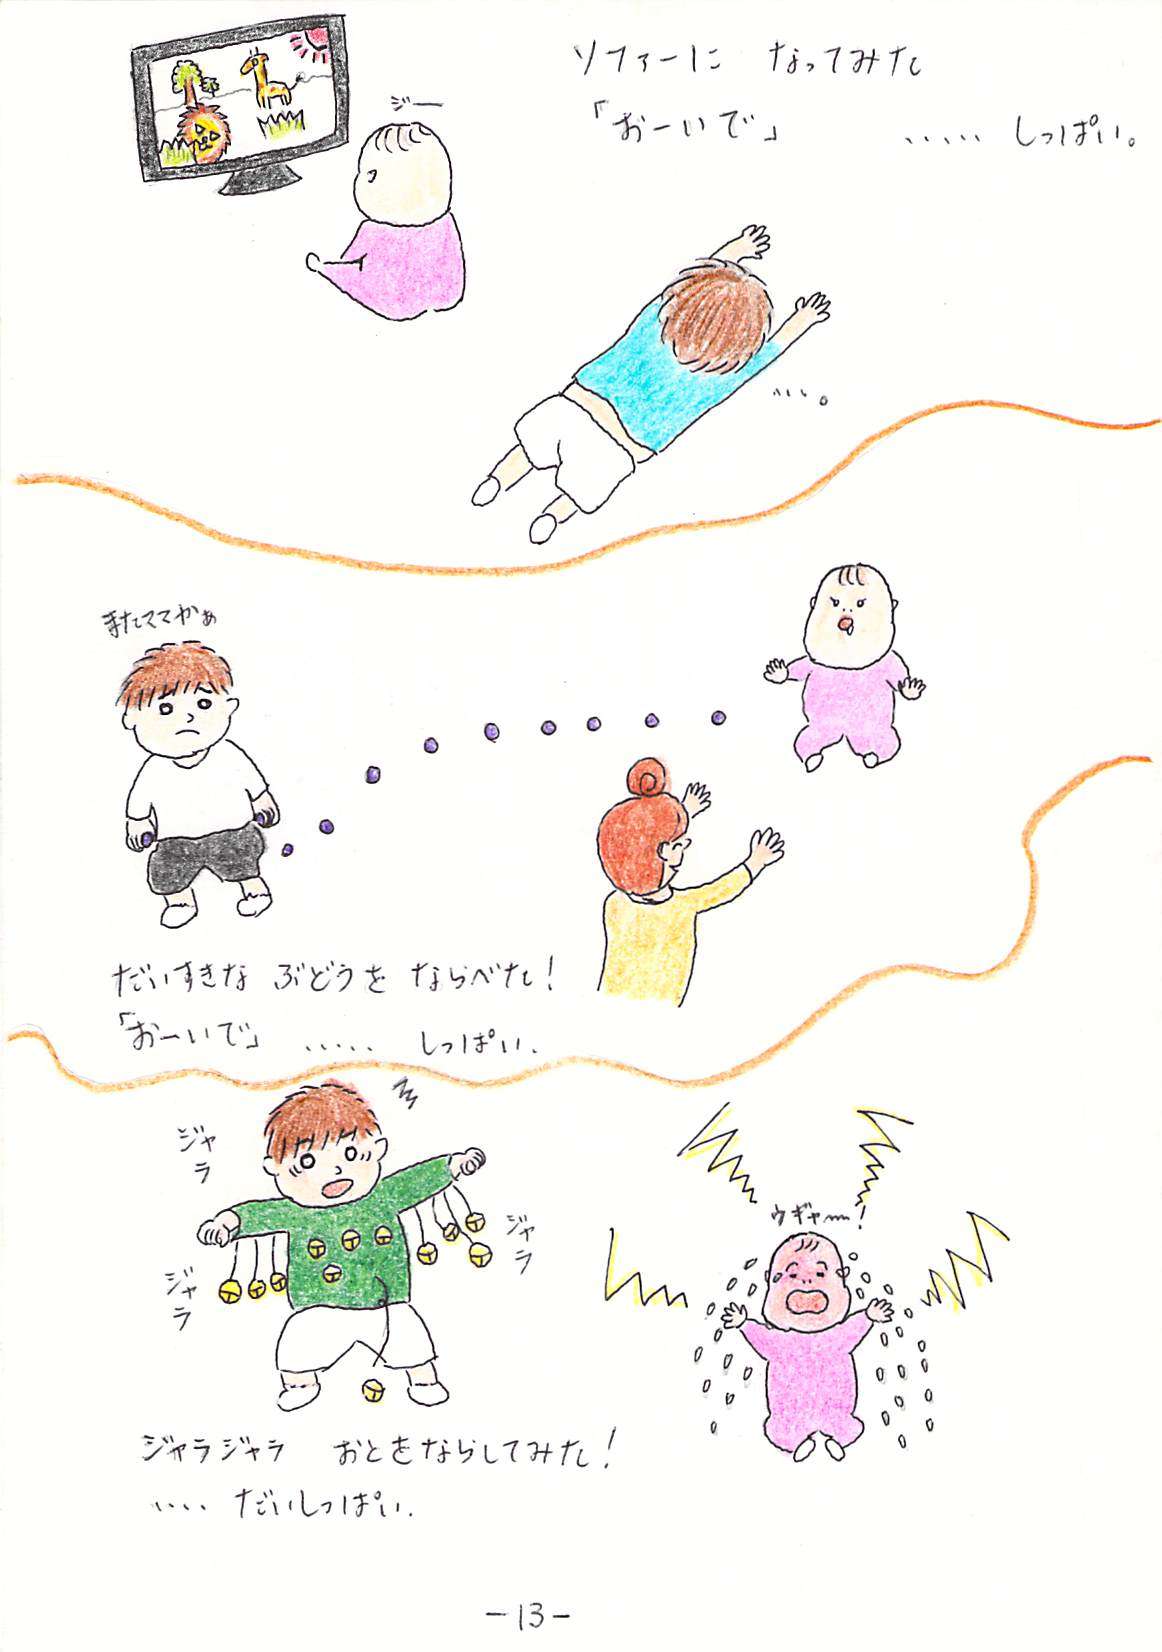 ソファーに なってみた
「おーいで」 ..... しっぱい。
ジー
....。
またママかぁ
だいすきな ぶどうを ならべた!
「おーいで」 ..... しっぱい.
ジャラ
ジャラ
ジャラ
ウギャー!
ジャラジャラ おとをならしてみた!
.... だいしっぱい.
-13-